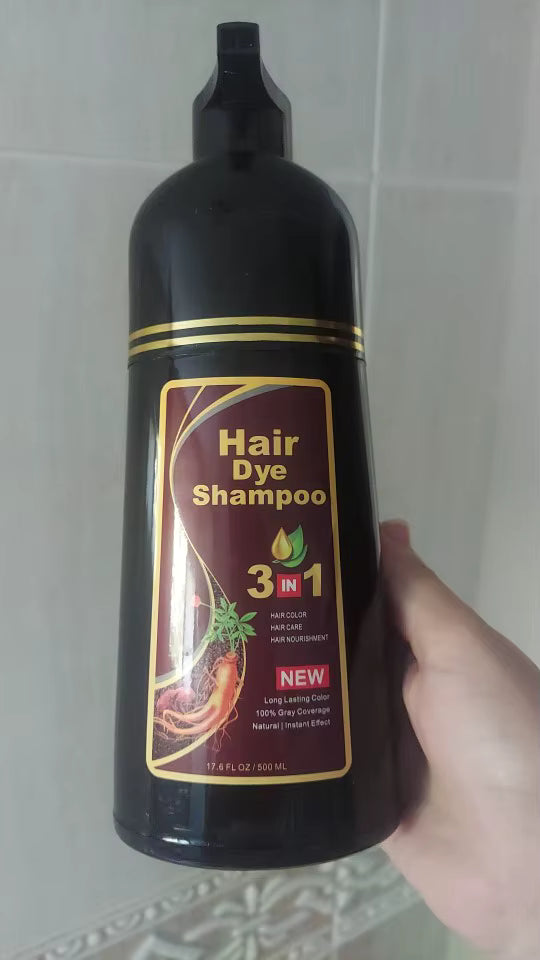 Hair
Dye
Shampoo
3 IN 1
HAIR COLOR
HAIR CARE
HAIR NOURISHMENT
NEW
Long Lasting Color
100% Gray Coverage
Natural | Instant Effect
17.6 FL OZ / 500 ML